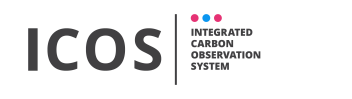 ICOS
INTEGRATED
CARBON
OBSERVATION
SYSTEM